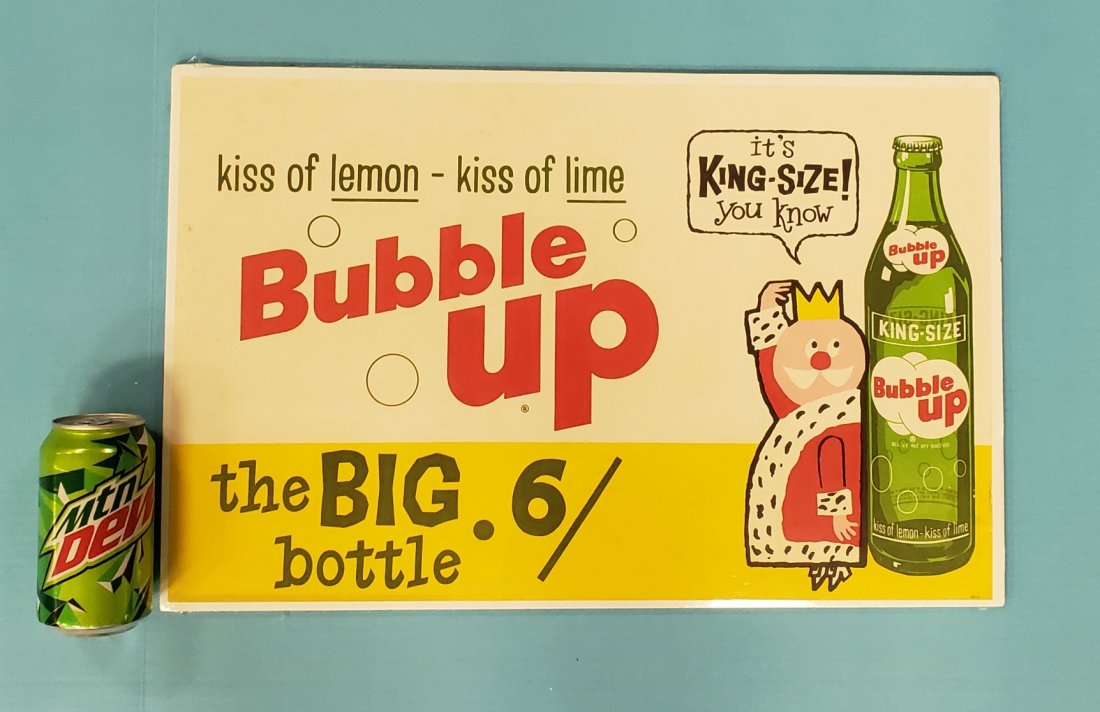 kiss of lemon - kiss of lime
Bubble
up
®
the BIG
bottle . 6/
it's
KING-SIZE!
you know
Bubble
up
KING-SIZE
Bubble
up
kiss of lemon - kiss of lime
Mtn
DEW